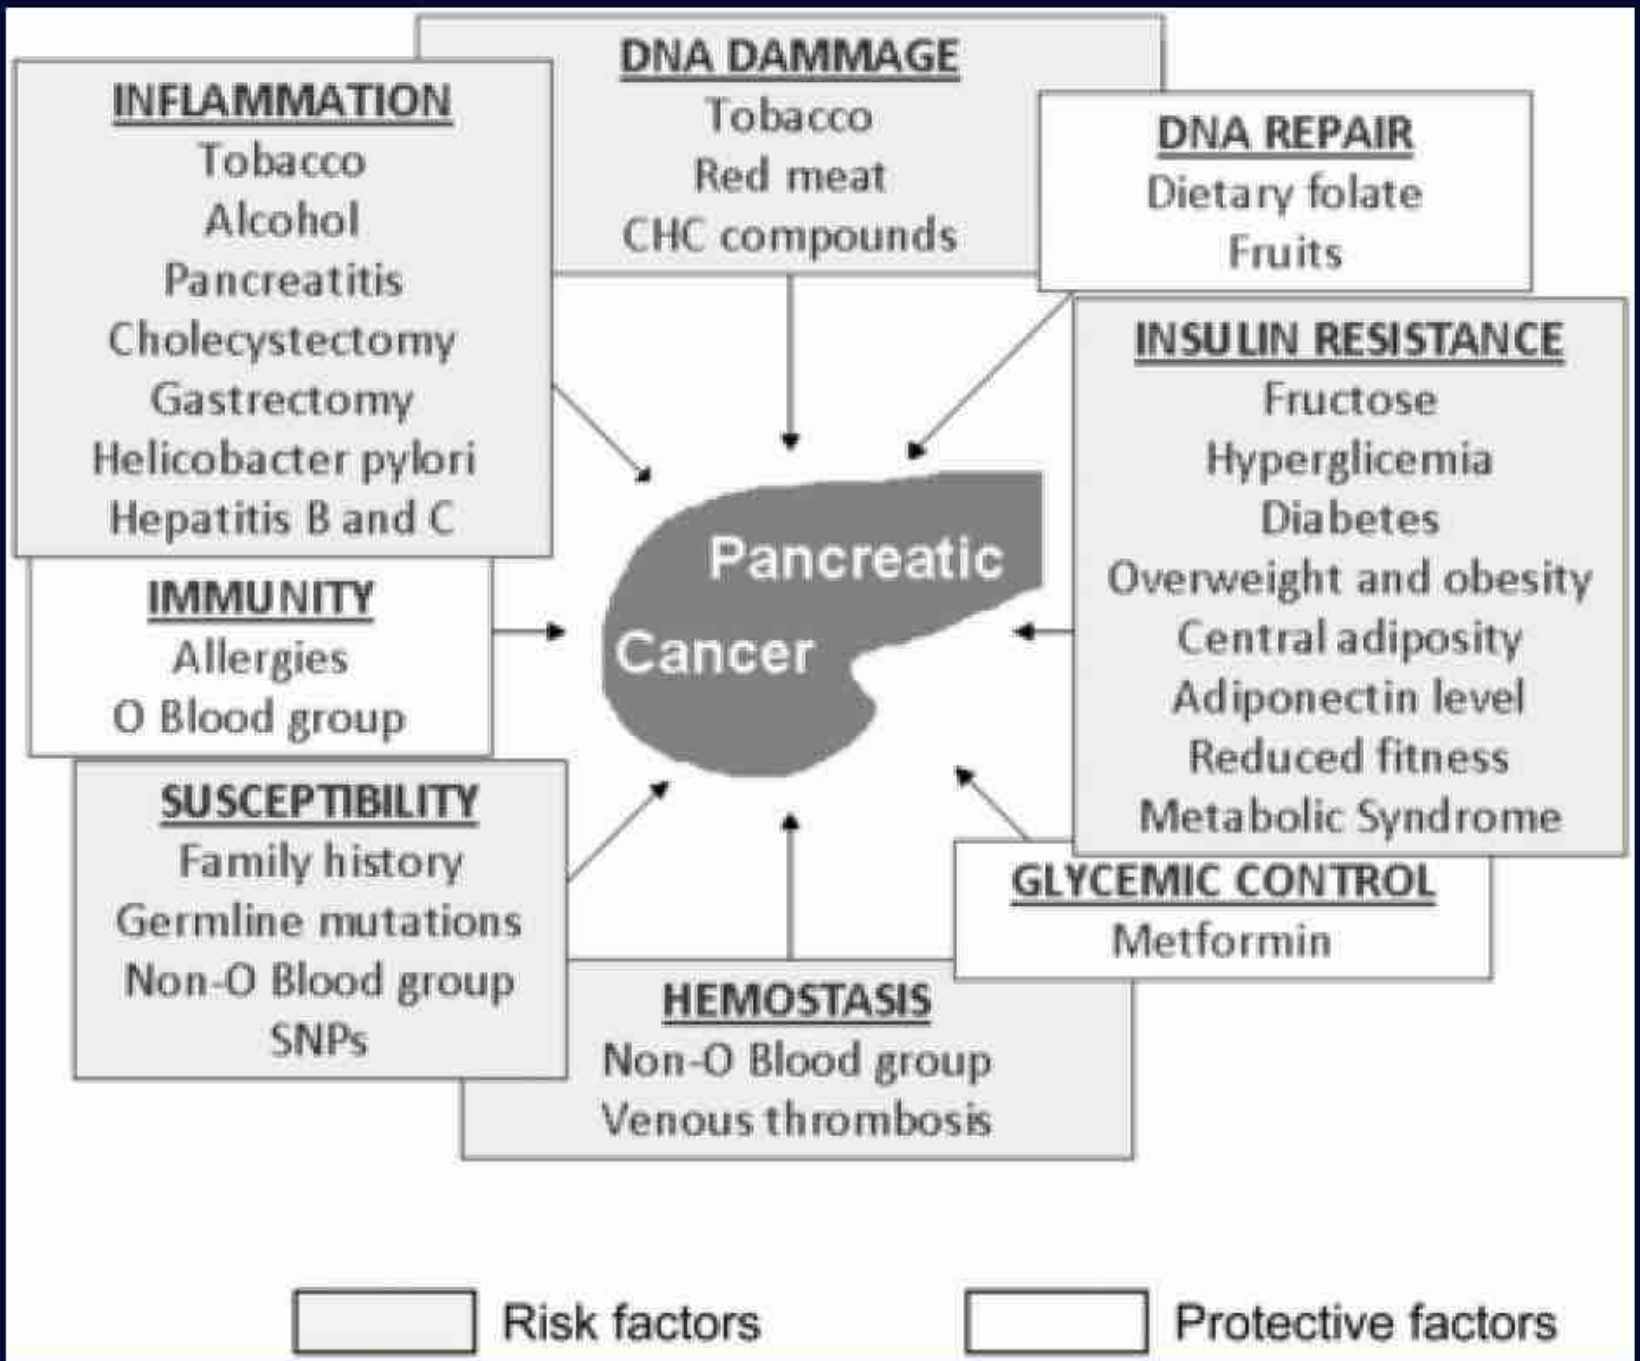 DNA DAMMAGE
Tobacco
Red meat
CHC compounds
INFLAMMATION
Tobacco
Alcohol
Pancreatitis
Cholecystectomy
Gastrectomy
Helicobacter pylori
Hepatitis B and C
DNA REPAIR
Dietary folate
Fruits
INSULIN RESISTANCE
Fructose
Hyperglicemia
Diabetes
Overweight and obesity
Central adiposity
Adiponectin level
Reduced fitness
Metabolic Syndrome
Pancreatic
Cancer
IMMUNITY
Allergies
O Blood group
SUSCEPTIBILITY
Family history
Germline mutations
Non-O Blood group
SNPs
GLYCEMIC CONTROL
Metformin
HEMOSTASIS
Non-O Blood group
Venous thrombosis
Risk factors
Protective factors